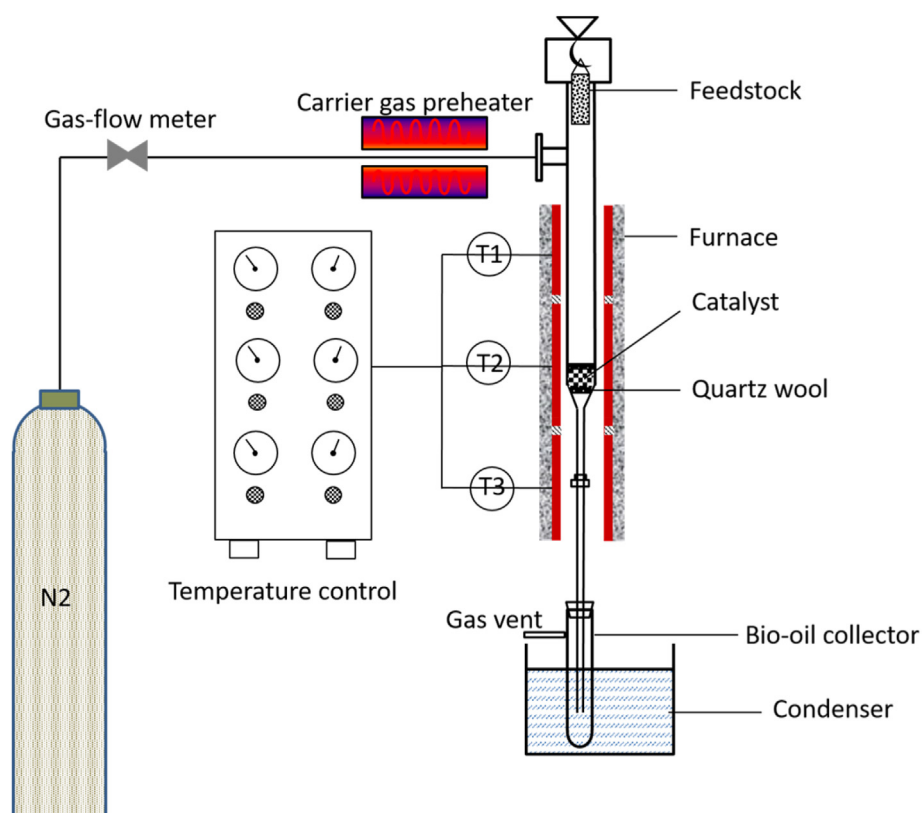 Feedstock
Carrier gas preheater
Gas-flow meter
Furnace
T1
Catalyst
T2
Quartz wool
T3
Temperature control
N2
Gas vent
Bio-oil collector
Condenser